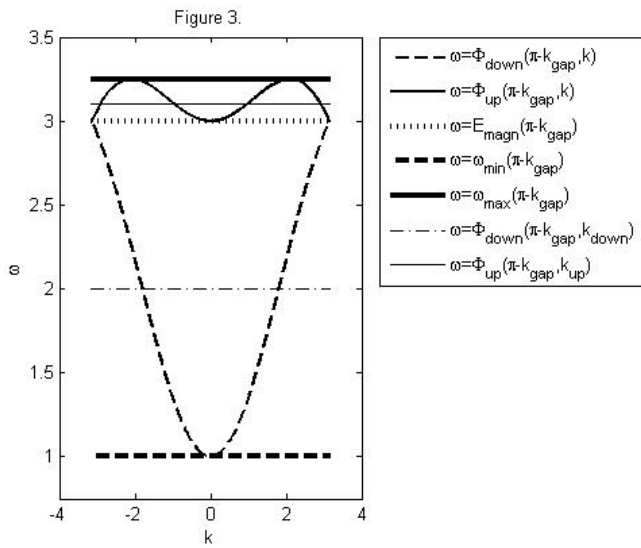 Figure 3.
3.5
3
2.5
2
1.5
1
-4
-2
0
2
4
ω
k
ω=Φdown(π-kgap,k)
ω=Φup(π-kgap,k)
ω=Emagn(π-kgap)
ω=ωmin(π-kgap)
ω=ωmax(π-kgap)
ω=Φdown(π-kgap,kdown)
ω=Φup(π-kgap,kup)